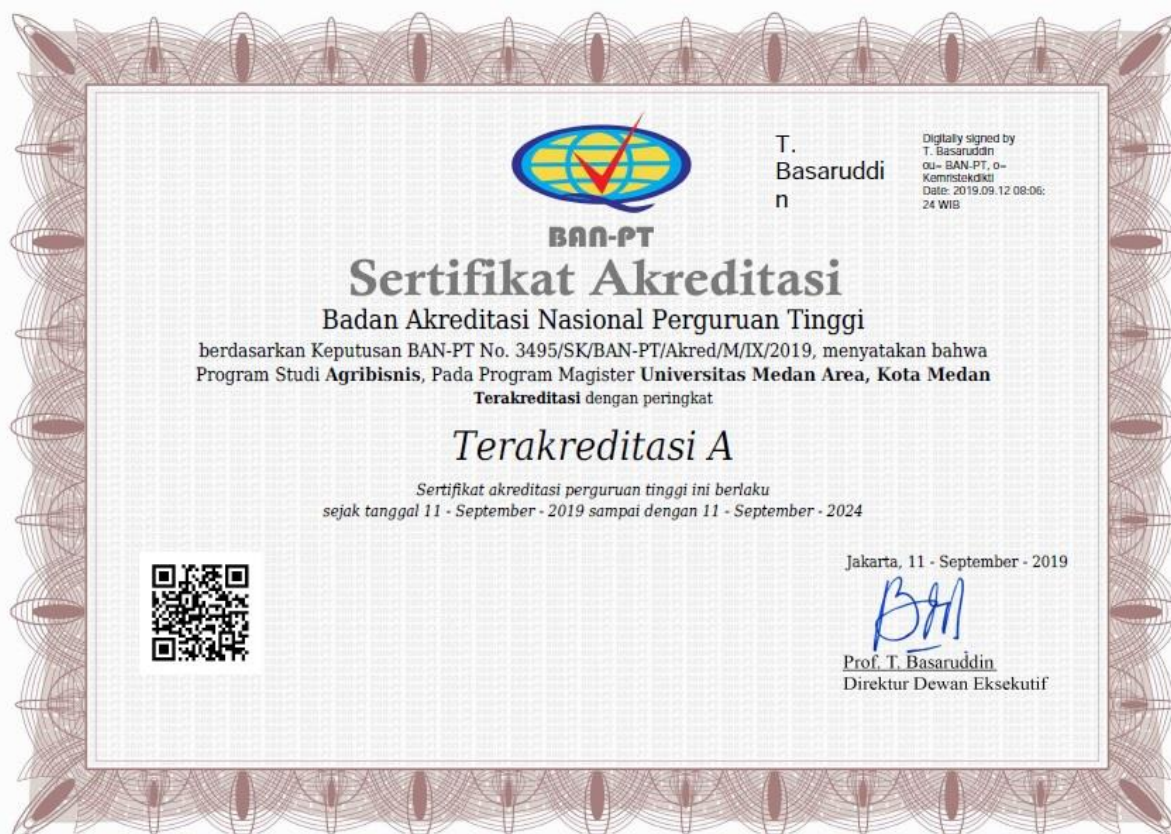 T.
Basaruddi
n
Digitally signed by
T. Basaruddin
ou= BAN-PT, o=
Kemristekdikti
Date: 2019.09.12 08:06:
24 WIB
BAN-PT
Sertifikat Akreditasi
Badan Akreditasi Nasional Perguruan Tinggi
berdasarkan Keputusan BAN-PT No. 3495/SK/BAN-PT/Akred/M/IX/2019, menyatakan bahwa
Program Studi Agribisnis, Pada Program Magister Universitas Medan Area, Kota Medan
Terakreditasi dengan peringkat
Terakreditasi A
Sertifikat akreditasi perguruan tinggi ini berlaku
sejak tanggal 11 - September - 2019 sampai dengan 11 - September - 2024
Jakarta, 11 - September - 2019
Prof. T. Basaruddin
Direktur Dewan Eksekutif